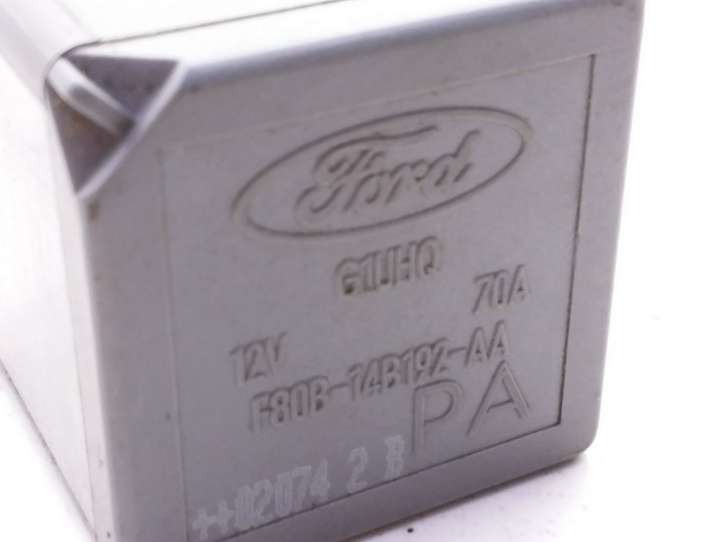 Ford
G1UHQ
12V 70A
F80B-14B192-AA
PA
++02074 2 B